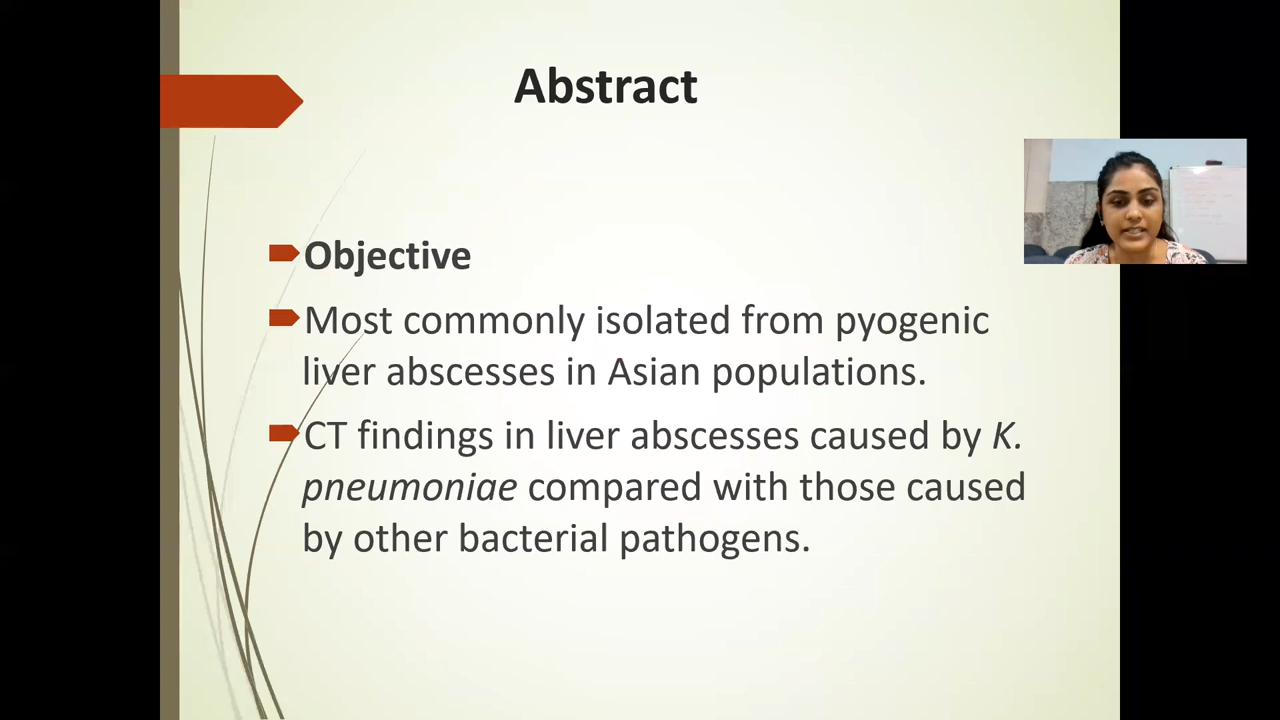 Abstract
Objective
Most commonly isolated from pyogenic
liver abscesses in Asian populations.
CT findings in liver abscesses caused by K.
pneumoniae compared with those caused
by other bacterial pathogens.